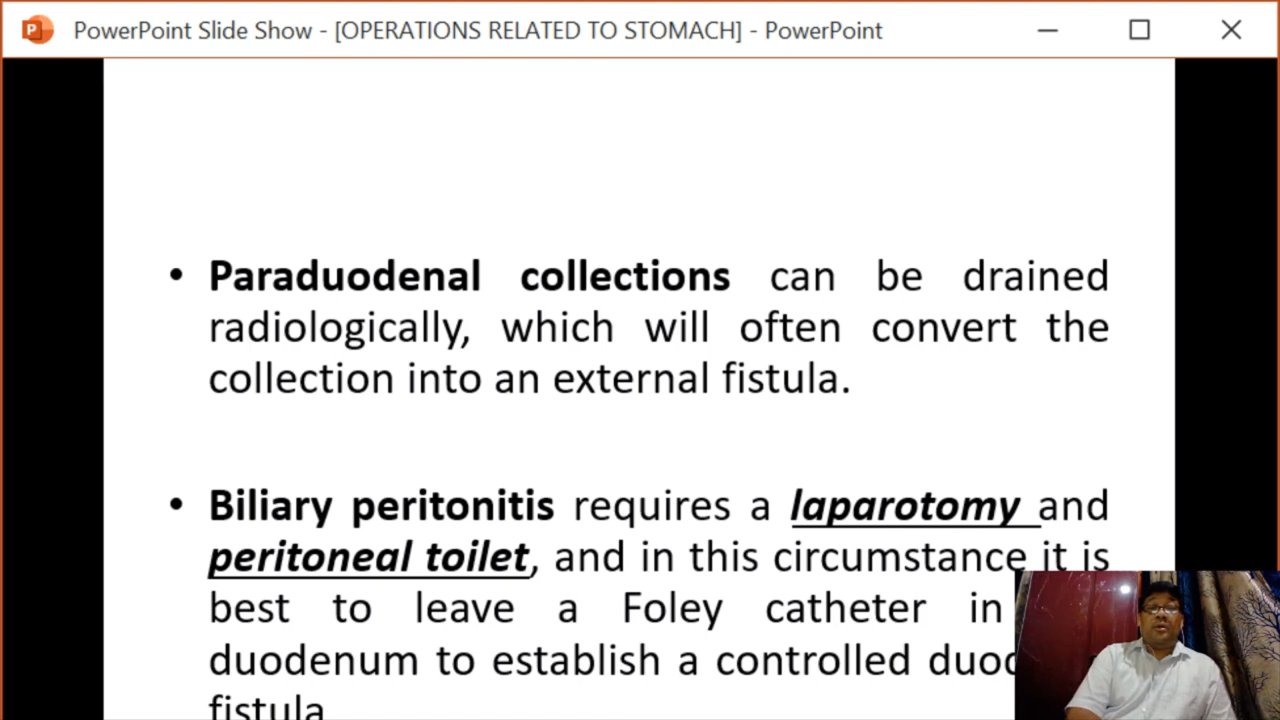 PowerPoint Slide Show - [OPERATIONS RELATED TO STOMACH] - PowerPoint
• Paraduodenal collections can be drained
radiologically, which will often convert the
collection into an external fistula.
• Biliary peritonitis requires a laparotomy and
peritoneal toilet, and in this circumstance it is
best to leave a Foley catheter in
duodenum to establish a controlled
fistula